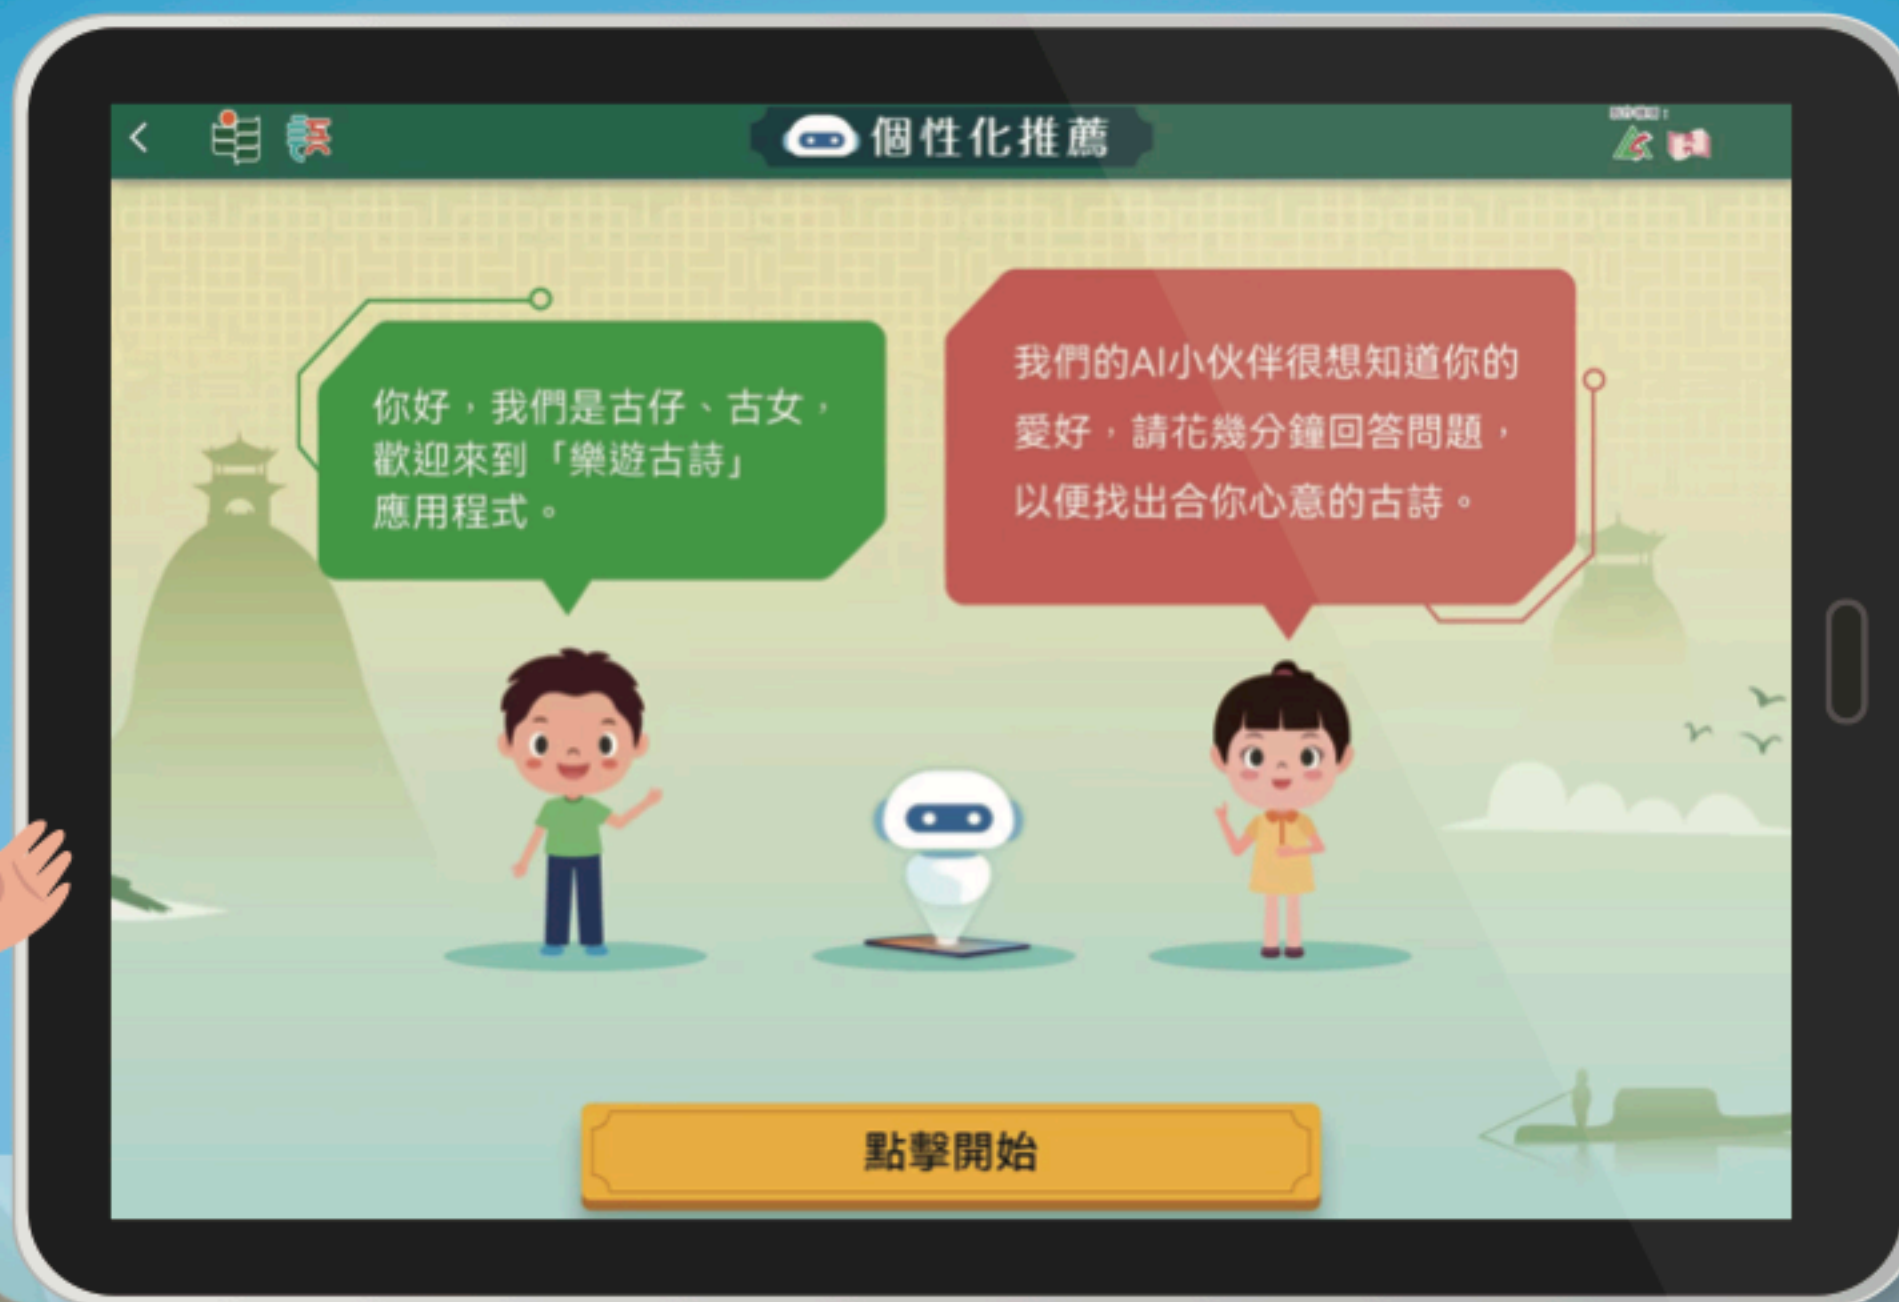 個性化推薦
你好，我們是古仔、古女，
歡迎來到「樂遊古詩」
應用程式。
我們的AI小伙伴很想知道你的
愛好，請花幾分鐘回答問題，
以便找出合你心意的古詩。
點擊開始